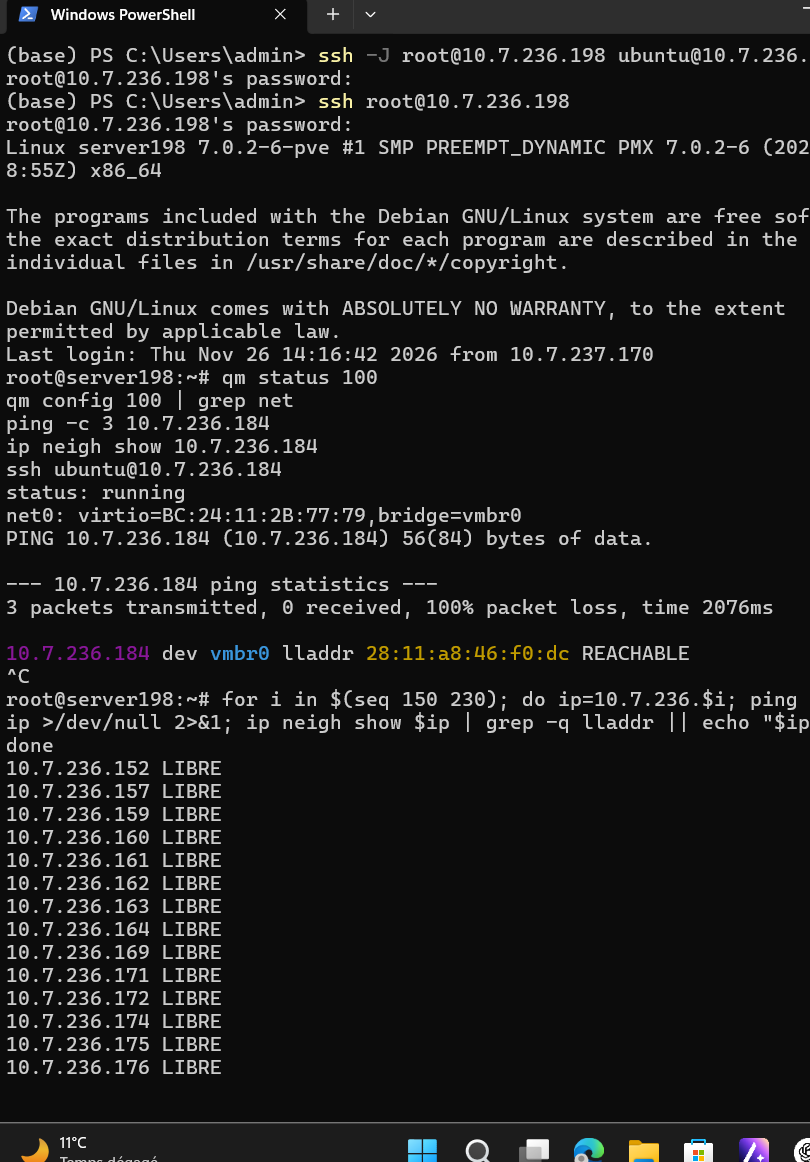 Windows PowerShell
(base) PS C:\Users\admin> ssh -J root@10.7.236.198 ubuntu@10.7.236.
root@10.7.236.198's password:
(base) PS C:\Users\admin> ssh root@10.7.236.198
root@10.7.236.198's password:
Linux server198 7.0.2-6-pve #1 SMP PREEMPT_DYNAMIC PMX 7.0.2-6 (202
8:55Z) x86_64

The programs included with the Debian GNU/Linux system are free sof
the exact distribution terms for each program are described in the
individual files in /usr/share/doc/*/copyright.

Debian GNU/Linux comes with ABSOLUTELY NO WARRANTY, to the extent
permitted by applicable law.
Last login: Thu Nov 26 14:16:42 2026 from 10.7.237.170
root@server198:~# qm status 100
qm config 100 | grep net
ping -c 3 10.7.236.184
ip neigh show 10.7.236.184
ssh ubuntu@10.7.236.184
status: running
net0: virtio=BC:24:11:2B:77:79,bridge=vmbr0
PING 10.7.236.184 (10.7.236.184) 56(84) bytes of data.

--- 10.7.236.184 ping statistics ---
3 packets transmitted, 0 received, 100% packet loss, time 2076ms

10.7.236.184 dev vmbr0 lladdr 28:11:a8:46:f0:dc REACHABLE
^C
root@server198:~# for i in $(seq 150 230); do ip=10.7.236.$i; ping
ip >/dev/null 2>&1; ip neigh show $ip | grep -q lladdr || echo "$ip
done
10.7.236.152 LIBRE
10.7.236.157 LIBRE
10.7.236.159 LIBRE
10.7.236.160 LIBRE
10.7.236.161 LIBRE
10.7.236.162 LIBRE
10.7.236.163 LIBRE
10.7.236.164 LIBRE
10.7.236.169 LIBRE
10.7.236.171 LIBRE
10.7.236.172 LIBRE
10.7.236.174 LIBRE
10.7.236.175 LIBRE
10.7.236.176 LIBRE
11°C
Temps dégagé